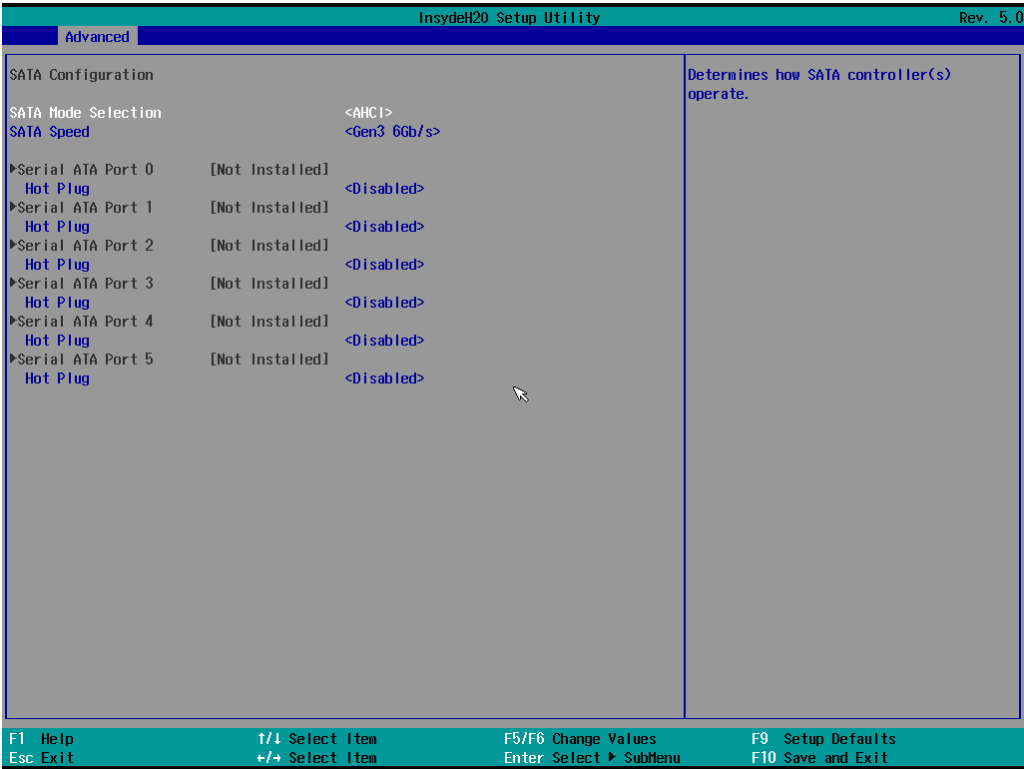 InsydeH20 Setup Utility Rev. 5.0
Advanced
SATA Configuration
SATA Mode Selection <AHCI>
SATA Speed <Gen3 6Gb/s>
▶Serial ATA Port 0 [Not Installed]
Hot Plug <Disabled>
▶Serial ATA Port 1 [Not Installed]
Hot Plug <Disabled>
▶Serial ATA Port 2 [Not Installed]
Hot Plug <Disabled>
▶Serial ATA Port 3 [Not Installed]
Hot Plug <Disabled>
▶Serial ATA Port 4 [Not Installed]
Hot Plug <Disabled>
▶Serial ATA Port 5 [Not Installed]
Hot Plug <Disabled>
Determines how SATA controller(s)
operate.
F1 Help ↑/↓ Select Item F5/F6 Change Values F9 Setup Defaults
Esc Exit ←/→ Select Item Enter Select ▶ SubMenu F10 Save and Exit